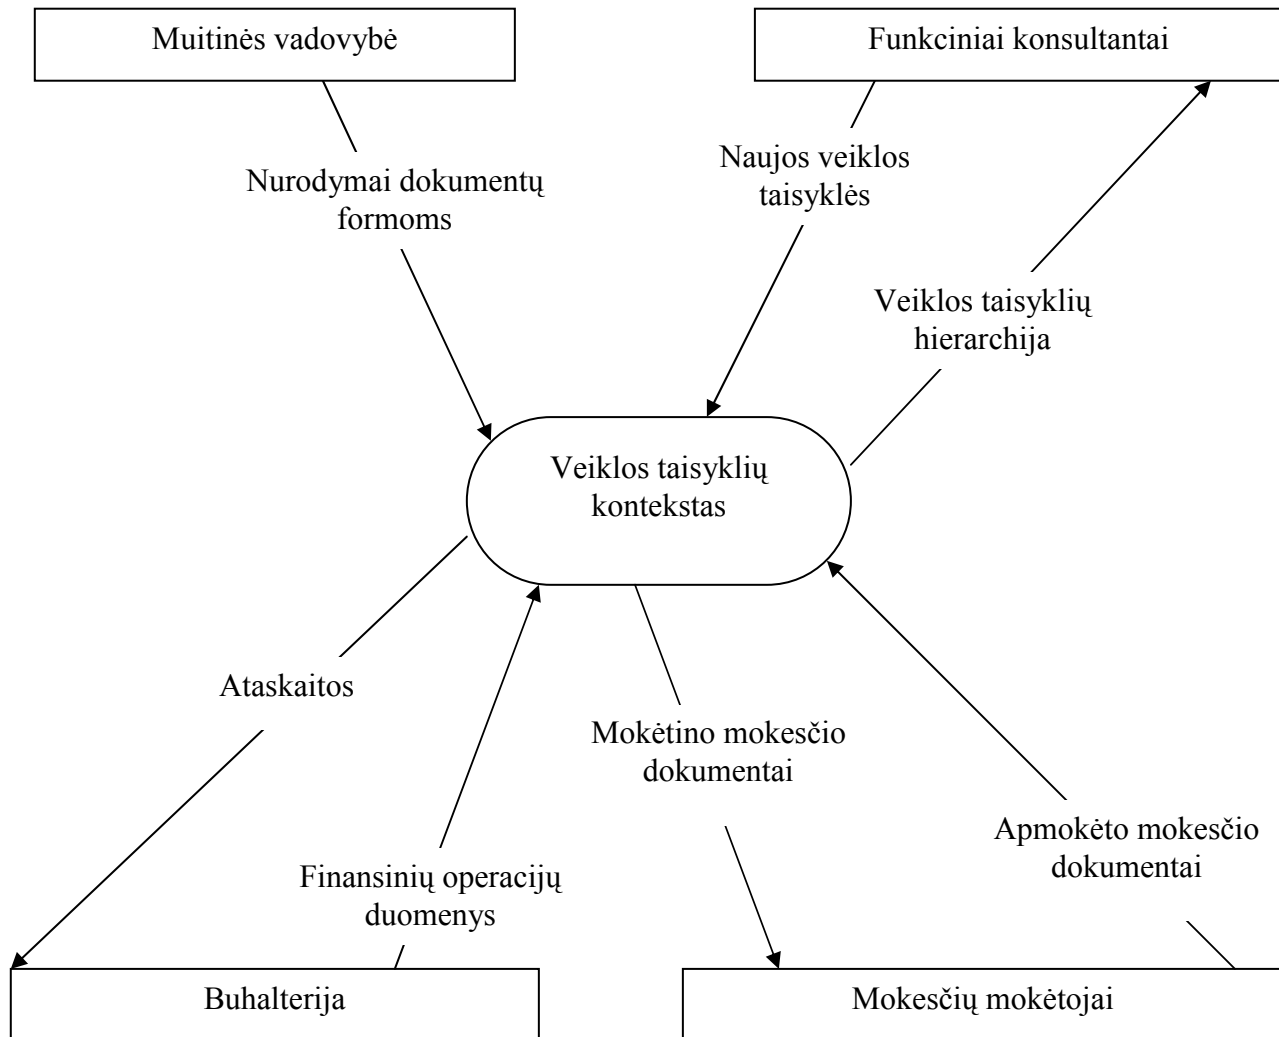 Muitinės vadovybė
Funkciniai konsultantai
Nurodymai dokumentų
formoms
Naujos veiklos
taisyklės
Veiklos taisyklių
hierarchija
Veiklos taisyklių
kontekstas
Ataskaitos
Mokėtino mokesčio
dokumentai
Apmokėto mokesčio
dokumentai
Finansinių operacijų
duomenys
Buhalterija
Mokesčių mokėtojai